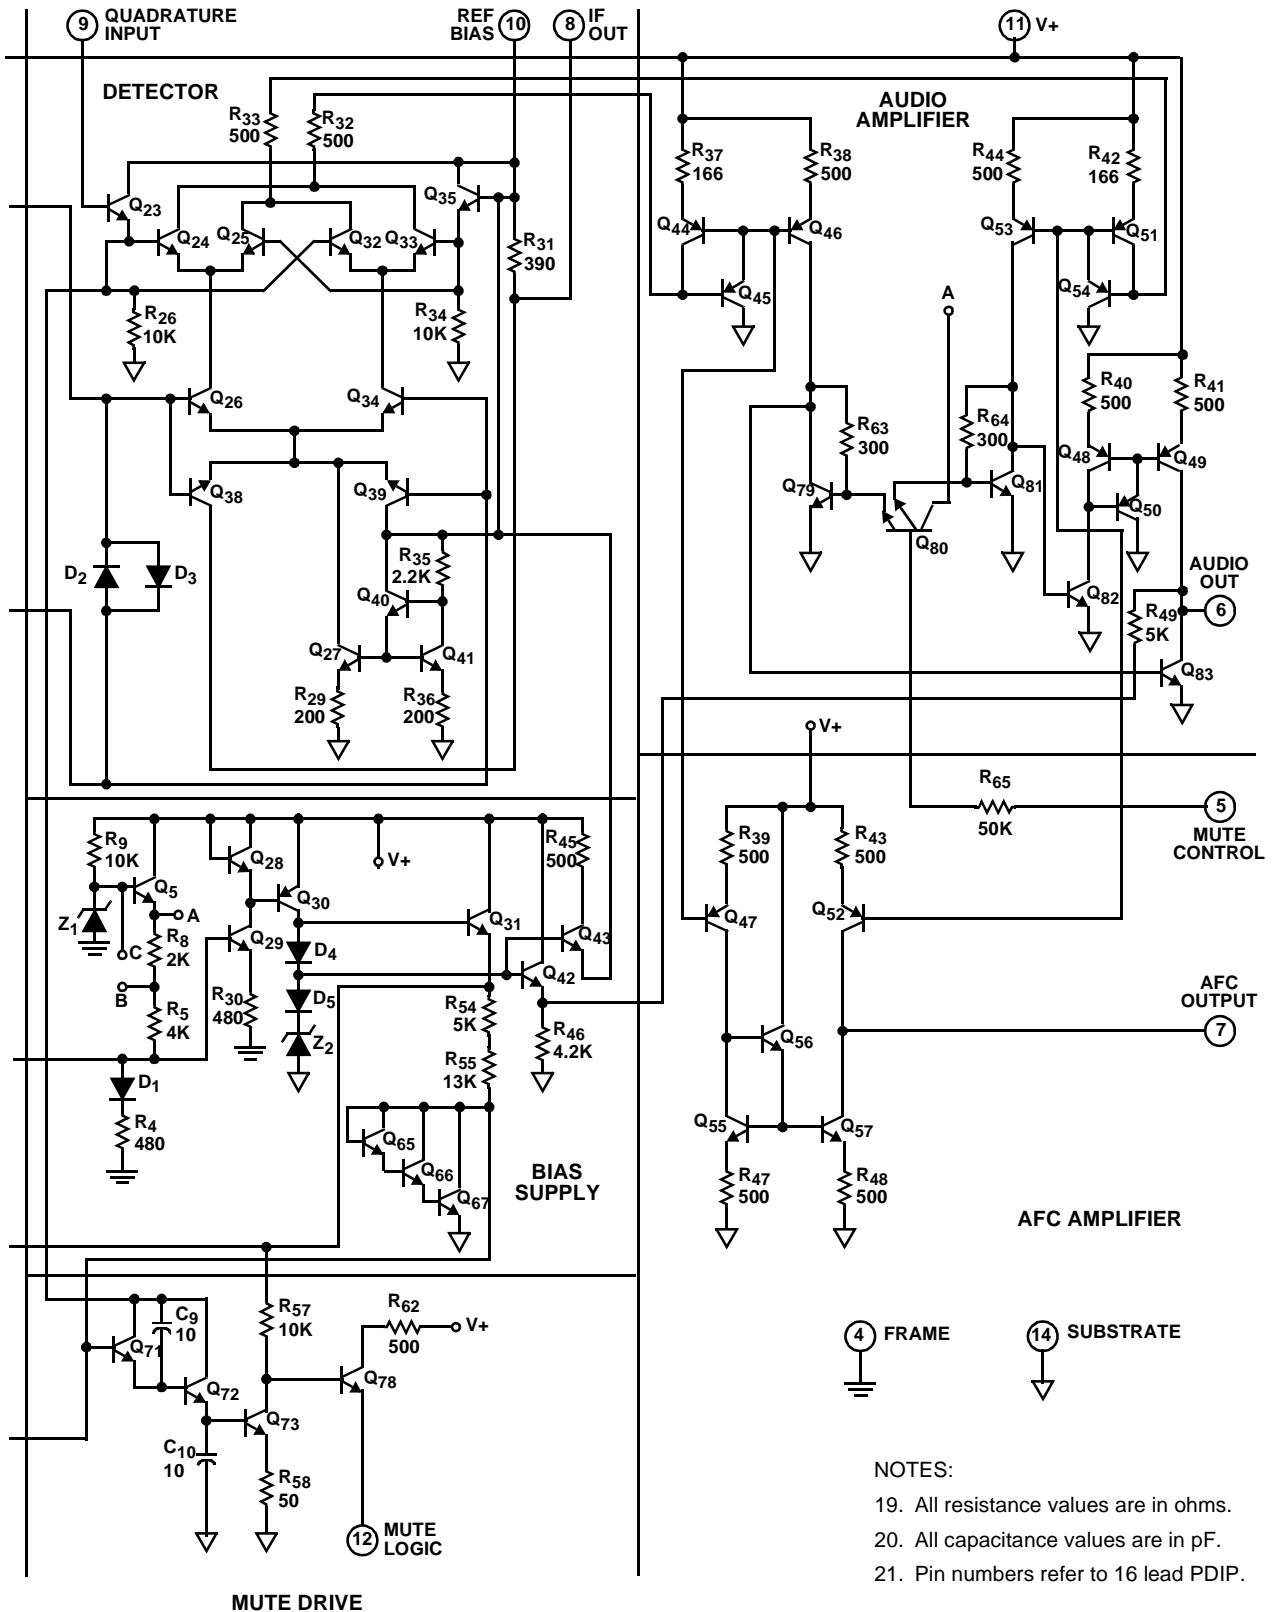 9 QUADRATURE INPUT
REF BIAS 10
8 IF OUT
11 V+
DETECTOR
AUDIO AMPLIFIER
R33 500
R32 500
R37 166
R38 500
R44 500
R42 166
Q23
Q24
Q25
Q32
Q33
Q35
R31 390
Q44
Q46
Q53
Q51
Q45
Q54
A
R26 10K
R34 10K
Q26
Q34
R40 500
R41 500
R63 300
R64 300
Q48
Q49
Q38
Q39
Q79
Q81
Q50
Q80
D2
D3
R35 2.2K
Q40
Q82
AUDIO OUT
6
R49 5K
Q27
Q41
Q83
R29 200
R36 200
V+
R65 50K
5
MUTE CONTROL
R9 10K
Q28
V+
R45 500
R39 500
R43 500
Q5
Q30
A
Z1
Q31
Q47
Q52
R8 2K
Q29
D4
Q43
C
Q42
B
R5 4K
R30 480
D5
Z2
R54 5K
R46 4.2K
AFC OUTPUT
7
Q56
D1
R55 13K
R4 480
Q65
Q66
Q67
Q55
Q57
BIAS SUPPLY
R47 500
R48 500
AFC AMPLIFIER
C9 10
R57 10K
R62 500
V+
4 FRAME
14 SUBSTRATE
Q71
Q72
Q78
Q73
C10 10
R58 50
12 MUTE LOGIC
NOTES:
19. All resistance values are in ohms.
20. All capacitance values are in pF.
21. Pin numbers refer to 16 lead PDIP.
MUTE DRIVE